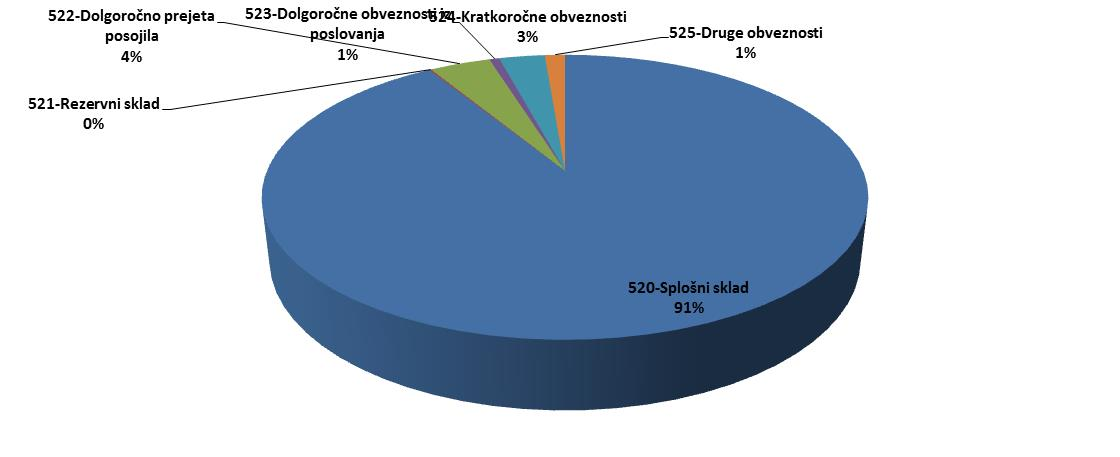 522-Dolgoročno prejeta
posojila
4%
523-Dolgoročne obveznosti iz
poslovanja
1%
524-Kratkoročne obveznosti
3%
525-Druge obveznosti
1%
521-Rezervni sklad
0%
520-Splošni sklad
91%